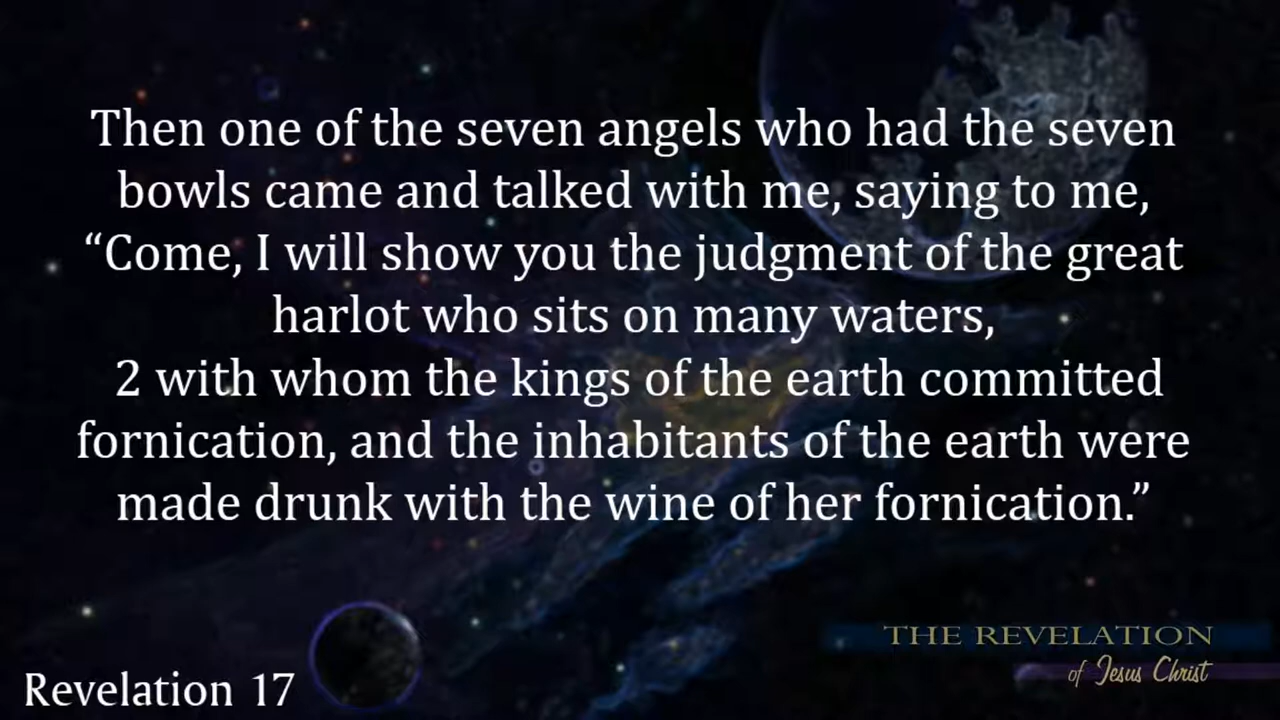 Then one of the seven angels who had the seven
bowls came and talked with me, saying to me,
“Come, I will show you the judgment of the great
harlot who sits on many waters,
2 with whom the kings of the earth committed
fornication, and the inhabitants of the earth were
made drunk with the wine of her fornication.”
THE REVELATION
of Jesus Christ
Revelation 17